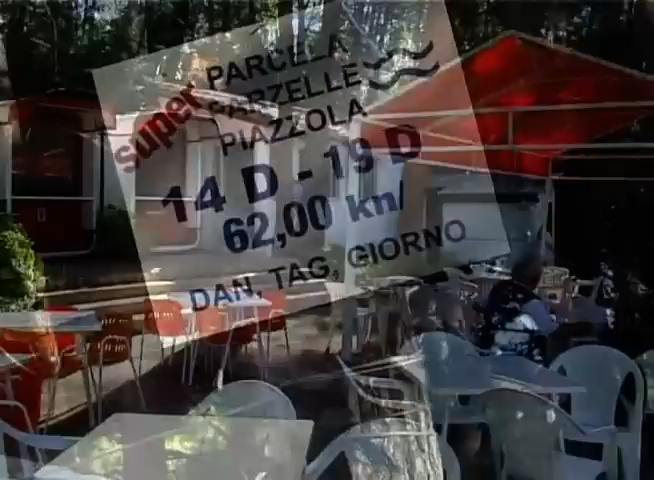 super PARCELA
PARZELLE
PIAZZOLA
14 D - 19 D
62,00 kn/
DAN, TAG, GIORNO